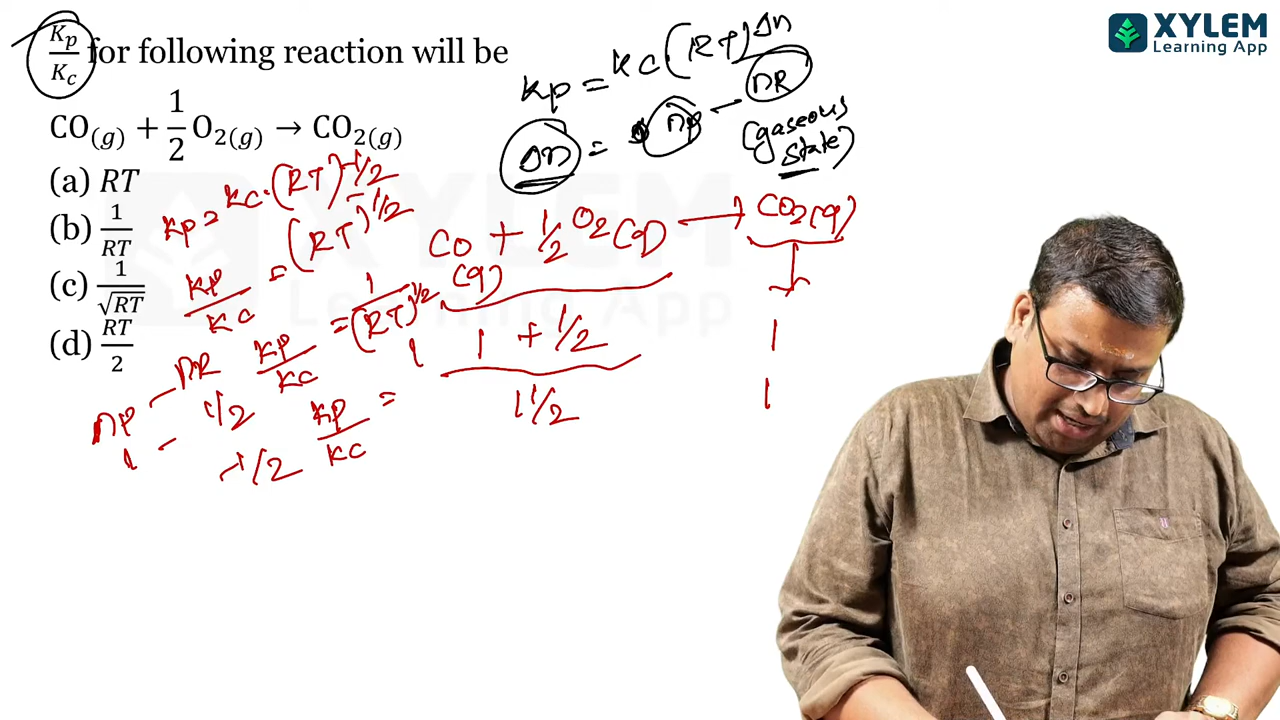 XYLEM
Learning App
Kp/Kc for following reaction will be
CO(g) + 1/2 O2(g) → CO2(g)
(a) RT
(b) 1/RT
(c) 1/√RT
(d) RT/2
Kp = Kc·(RT)^Δn
Δn = np - nR
(gaseous
State)
Kp = Kc·(RT)^-1/2
Kp/Kc = (RT)^-1/2
Kp/Kc = 1/(RT)^1/2
Kp/Kc =
nP - nR
1 - 1 1/2
-1/2
CO(g) + 1/2 O2(g) → CO2(g)
1 + 1/2 1
1 1/2 1